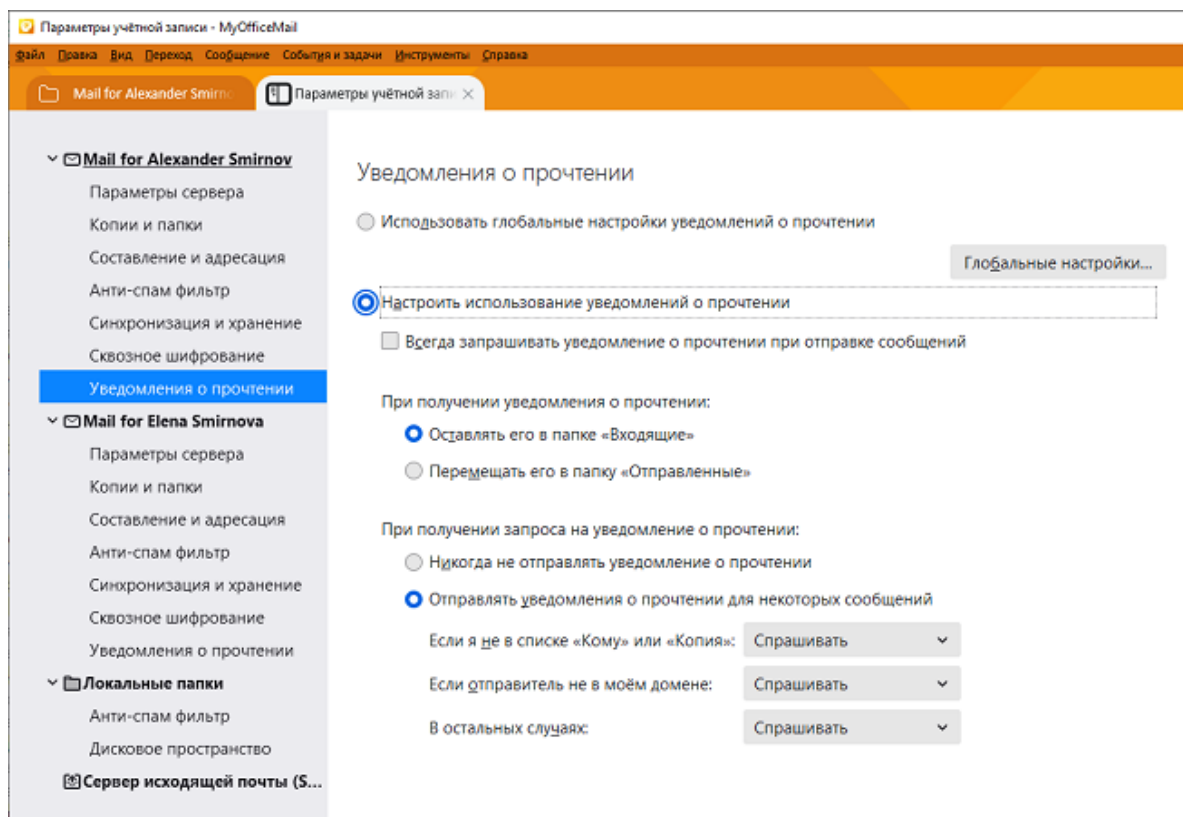 Параметры учётной записи - MyOfficeMail
Файл Правка Вид Переход Сообщение События и задачи Инструменты Справка
Mail for Alexander Smirno
Параметры учётной запи
Mail for Alexander Smirnov
Параметры сервера
Копии и папки
Составление и адресация
Анти-спам фильтр
Синхронизация и хранение
Сквозное шифрование
Уведомления о прочтении
Mail for Elena Smirnova
Параметры сервера
Копии и папки
Составление и адресация
Анти-спам фильтр
Синхронизация и хранение
Сквозное шифрование
Уведомления о прочтении
Локальные папки
Анти-спам фильтр
Дисковое пространство
Сервер исходящей почты (S...
Уведомления о прочтении
Использовать глобальные настройки уведомлений о прочтении
Глобальные настройки...
Настроить использование уведомлений о прочтении
Всегда запрашивать уведомление о прочтении при отправке сообщений
При получении уведомления о прочтении:
Оставлять его в папке «Входящие»
Перемещать его в папку «Отправленные»
При получении запроса на уведомление о прочтении:
Никогда не отправлять уведомление о прочтении
Отправлять уведомления о прочтении для некоторых сообщений
Если я не в списке «Кому» или «Копия»: Спрашивать
Если отправитель не в моём домене: Спрашивать
В остальных случаях: Спрашивать